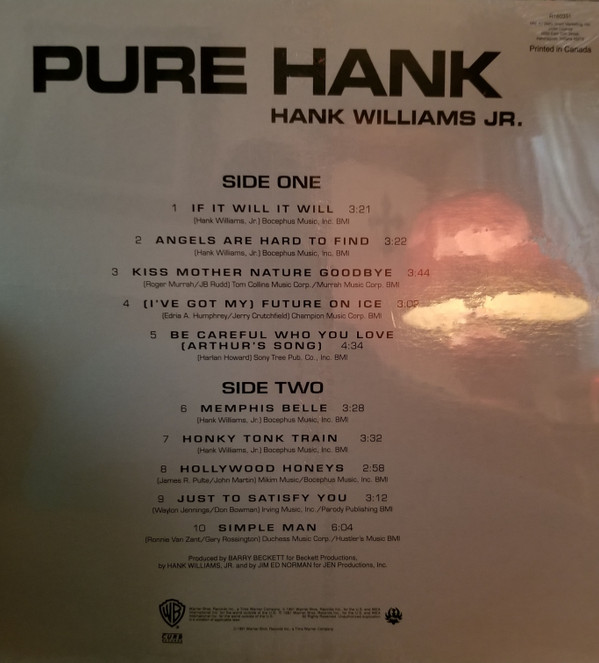 Printed in Canada
PURE HANK
HANK WILLIAMS JR.
SIDE ONE
1 IF IT WILL IT WILL 3:21
(Hank Williams, Jr.) Bocephus Music, Inc. BMI
2 ANGELS ARE HARD TO FIND 3:22
(Hank Williams, Jr.) Bocephus Music, Inc. BMI
3 KISS MOTHER NATURE GOODBYE 3:44
(Roger Murrah/JB Rudd) Tom Collins Music Corp./Murrah Music Corp. BMI
4 (I'VE GOT MY) FUTURE ON ICE
(Edria A. Humphrey/Jerry Crutchfield) Champion Music Corp. BMI
5 BE CAREFUL WHO YOU LOVE
(ARTHUR'S SONG) 4:34
(Harlan Howard) Sony Tree Pub. Co., Inc. BMI
SIDE TWO
6 MEMPHIS BELLE 3:28
(Hank Williams, Jr.) Bocephus Music, Inc. BMI
7 HONKY TONK TRAIN 3:32
(Hank Williams, Jr.) Bocephus Music, Inc. BMI
8 HOLLYWOOD HONEYS 2:58
(James R. Pulte/John Martin) Mikim Music/Bocephus Music, Inc. BMI
9 JUST TO SATISFY YOU 3:12
(Waylon Jennings/Don Bowman) Irving Music, Inc./Parody Publishing BMI
10 SIMPLE MAN 6:04
(Ronnie Van Zant/Gary Rossington) Duchess Music Corp./Hustler's Music BMI
Produced by BARRY BECKETT for Beckett Productions,
by HANK WILLIAMS, JR. and by JIM ED NORMAN for JEN Productions, Inc.
WB
CURB